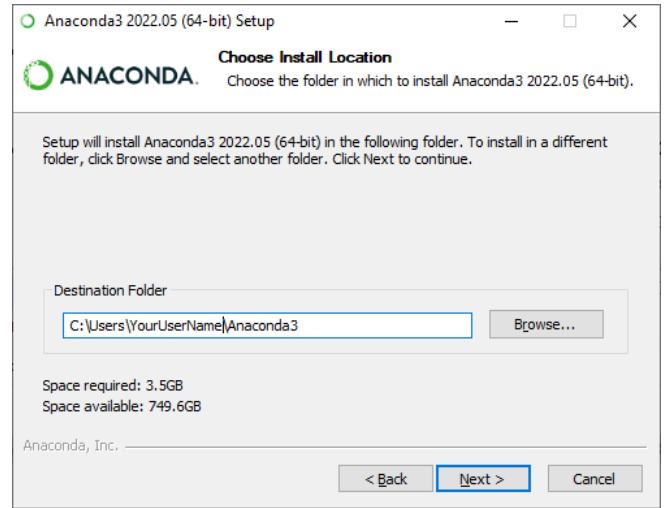 Anaconda3 2022.05 (64-bit) Setup
Choose Install Location
ANACONDA.
Choose the folder in which to install Anaconda3 2022.05 (64-bit).
Setup will install Anaconda3 2022.05 (64-bit) in the following folder. To install in a different
folder, click Browse and select another folder. Click Next to continue.
Destination Folder
C:\Users\YourUserName\Anaconda3
Browse...
Space required: 3.5GB
Space available: 749.6GB
Anaconda, Inc.
< Back
Next >
Cancel